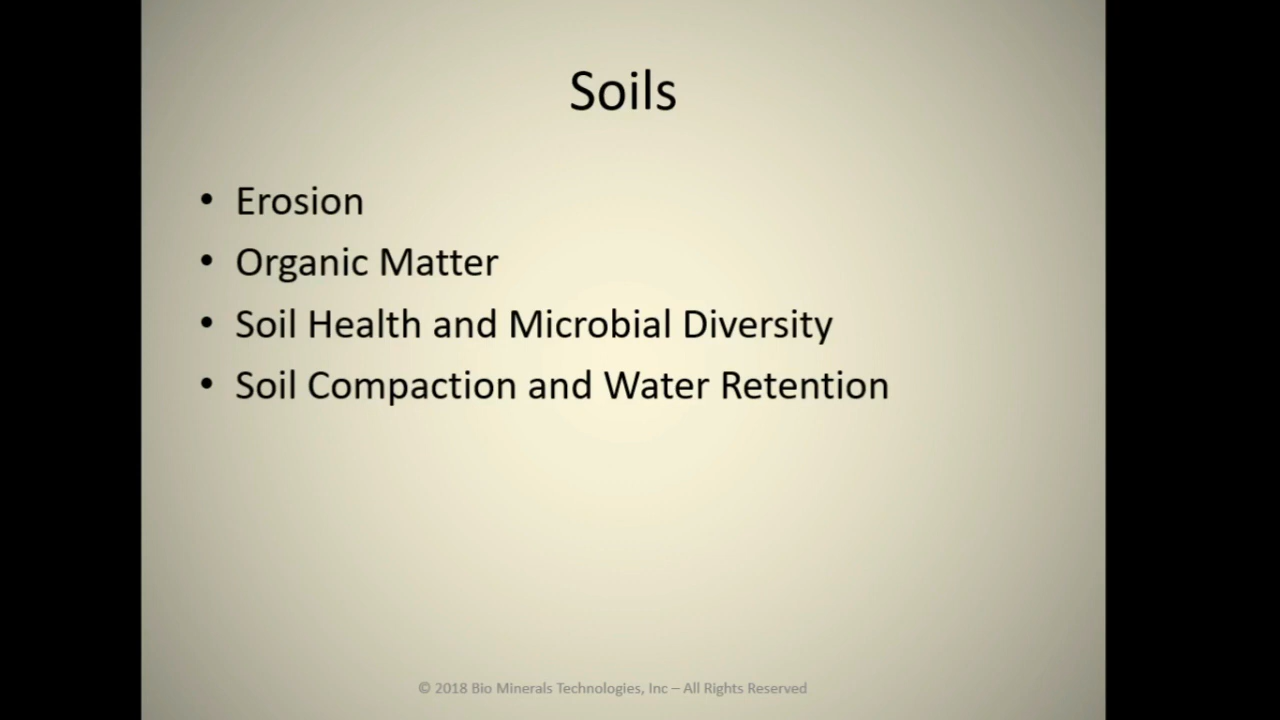 Soils
• Erosion
• Organic Matter
• Soil Health and Microbial Diversity
• Soil Compaction and Water Retention
© 2018 Bio Minerals Technologies, Inc – All Rights Reserved